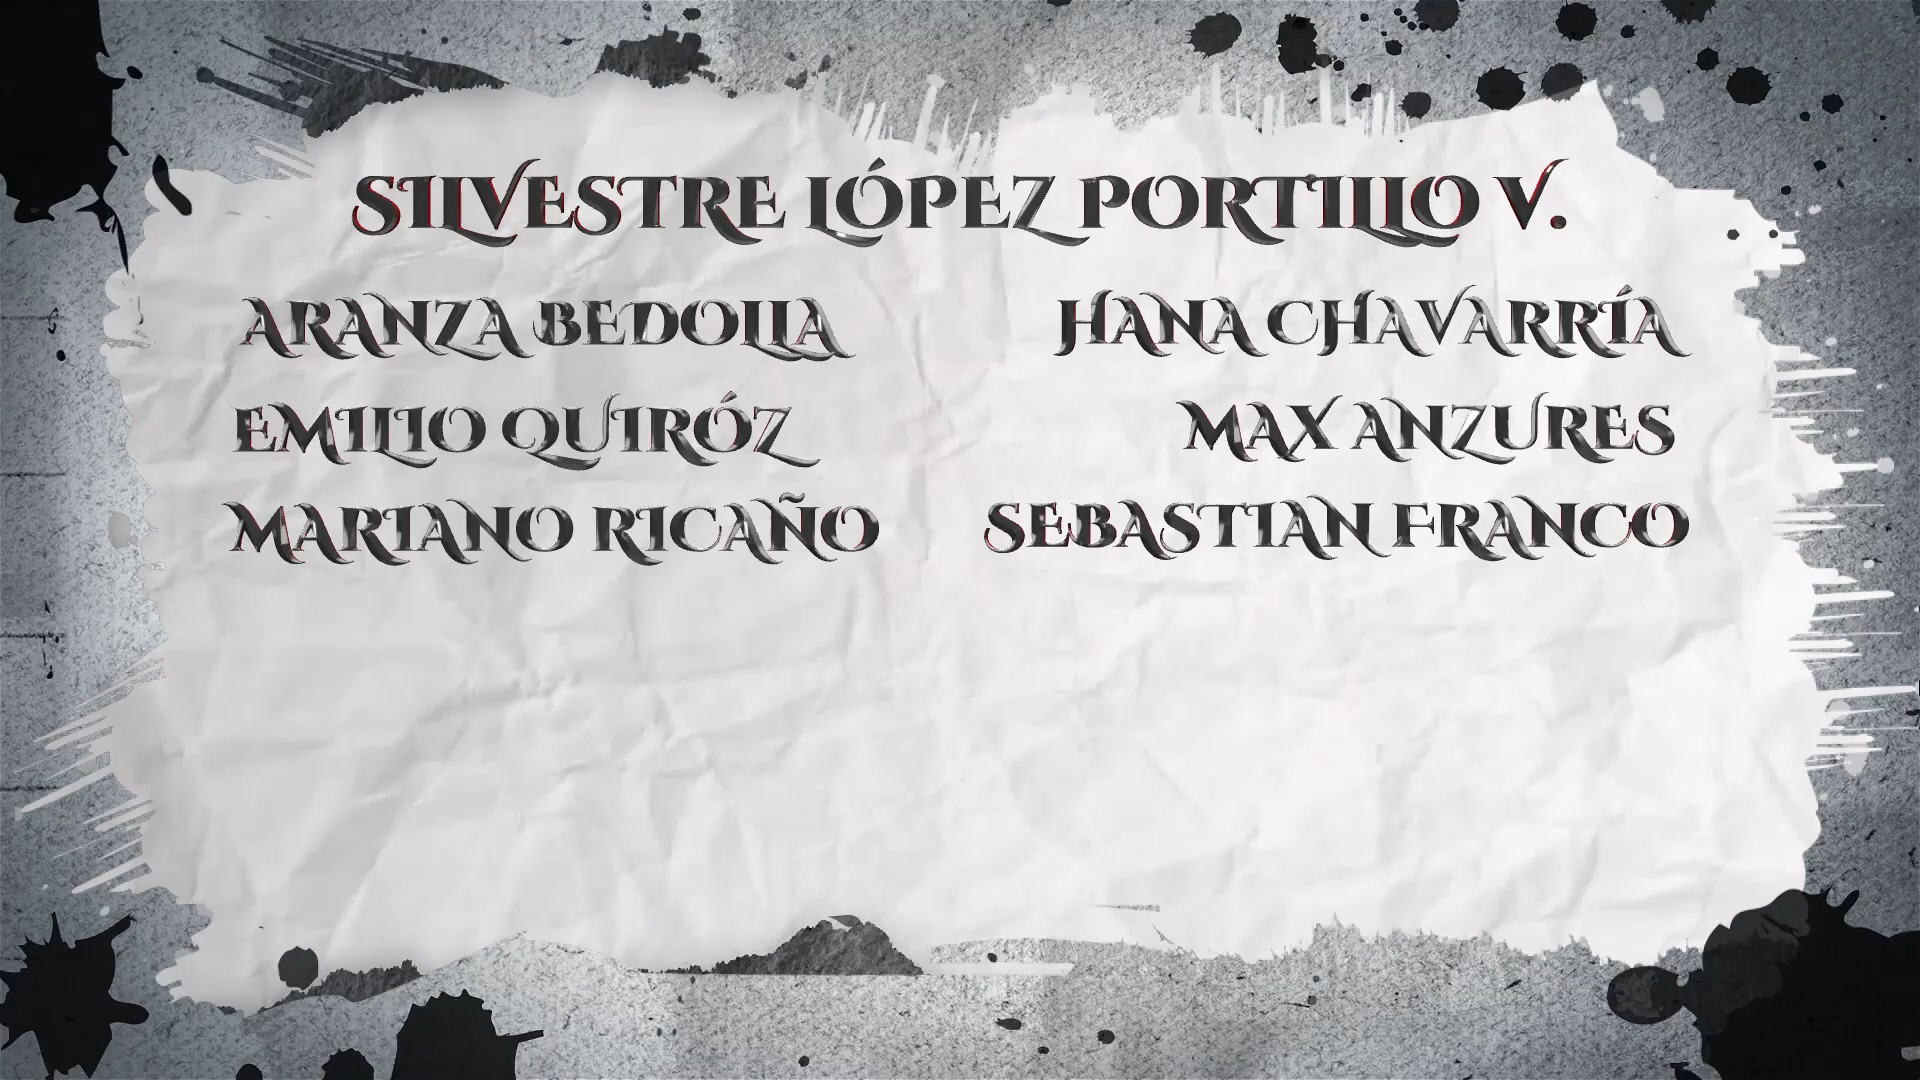 SILVESTRE LÓPEZ PORTILLO V.
ARANZA BEDOLLA HANA CHAVARRÍA
EMILIO QUIRÓZ MAX ANZURES
MARIANO RICAÑO SEBASTIAN FRANCO